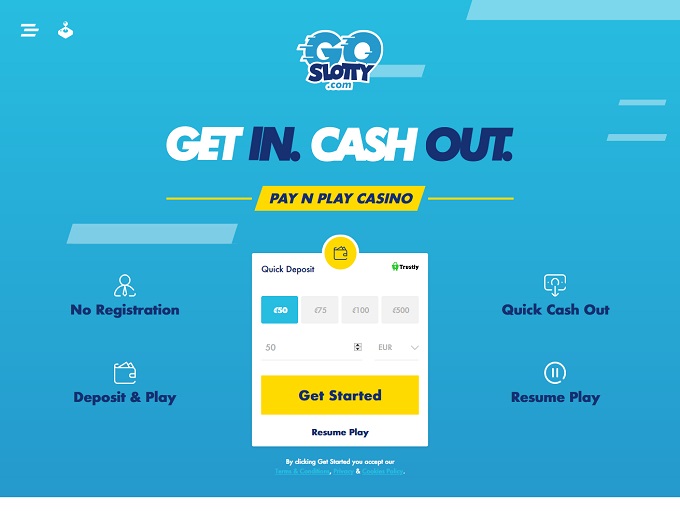 GO
SLOTTY
.com
GET IN. CASH OUT.
PAY N PLAY CASINO
Quick Deposit
Trustly
€50 €75 €100 €500
50 EUR
Get Started
Resume Play
No Registration
Deposit & Play
Quick Cash Out
Resume Play
By clicking Get Started you accept our
Terms & Conditions, Privacy & Cookies Policy.